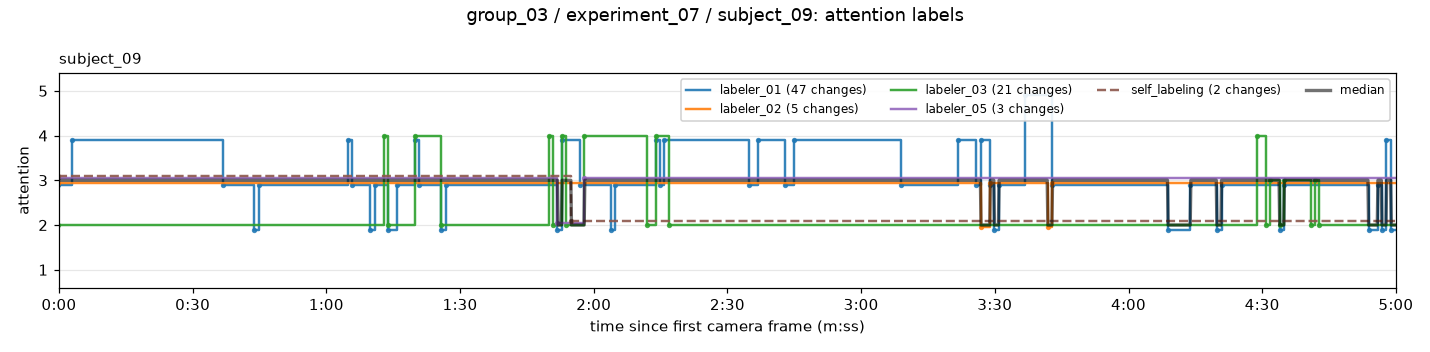 group_03 / experiment_07 / subject_09: attention labels
subject_09
labeler_01 (47 changes)
labeler_02 (5 changes)
labeler_03 (21 changes)
labeler_05 (3 changes)
self_labeling (2 changes)
median
attention
5
4
3
2
1
0:00 0:30 1:00 1:30 2:00 2:30 3:00 3:30 4:00 4:30 5:00
time since first camera frame (m:ss)